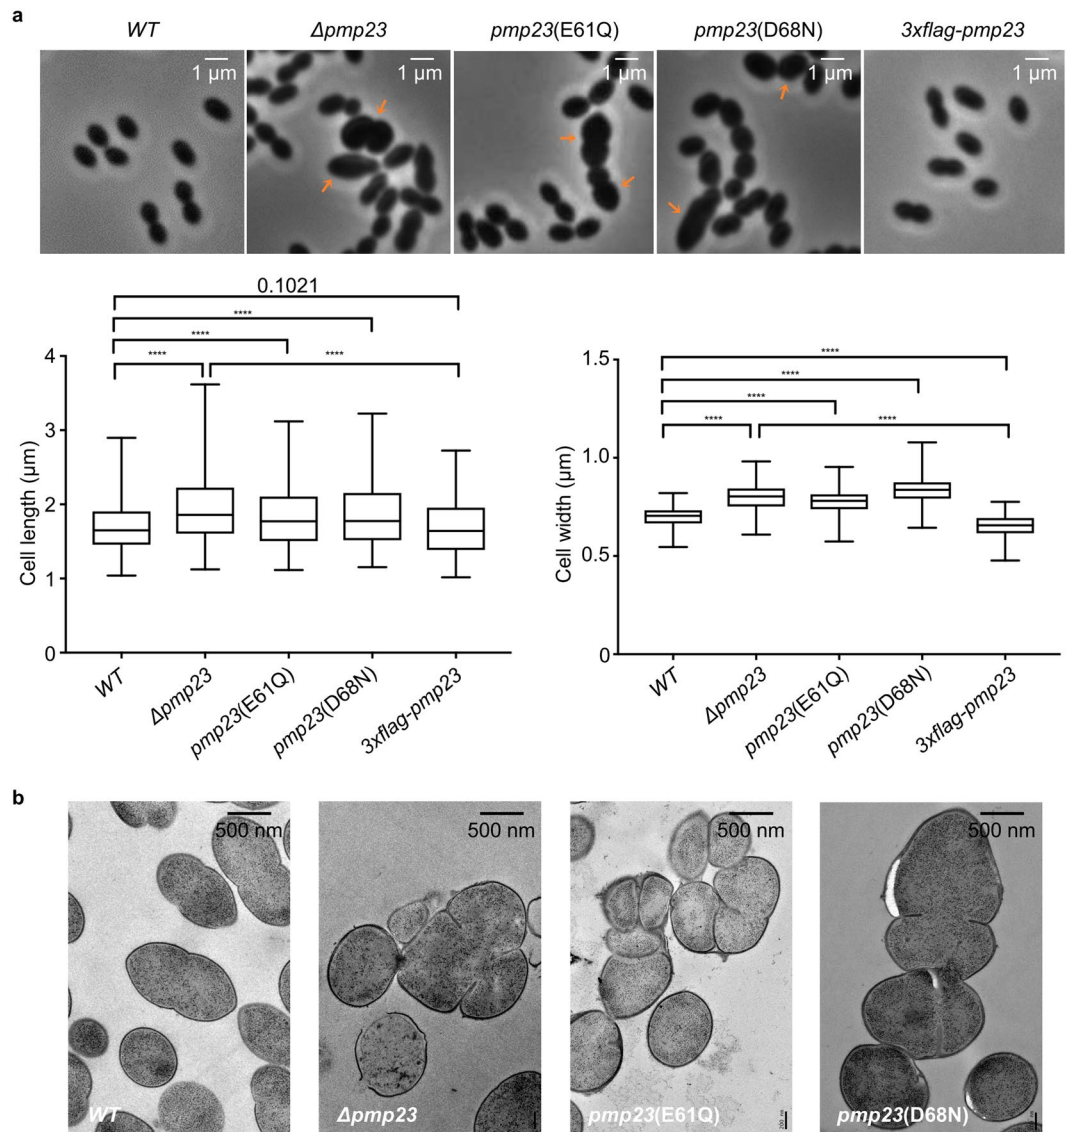 a
WT Δpmp23 pmp23(E61Q) pmp23(D68N) 3xflag-pmp23
1 μm 1 μm 1 μm 1 μm 1 μm
0.1021
****
****
**** ****
4
3
2
1
0
Cell length (μm)
WT Δpmp23 pmp23(E61Q) pmp23(D68N) 3xflag-pmp23
****
****
****
**** ****
1.5
1.0
0.5
0
Cell width (μm)
WT Δpmp23 pmp23(E61Q) pmp23(D68N) 3xflag-pmp23
b
500 nm 500 nm 500 nm 500 nm
WT Δpmp23 pmp23(E61Q) pmp23(D68N)